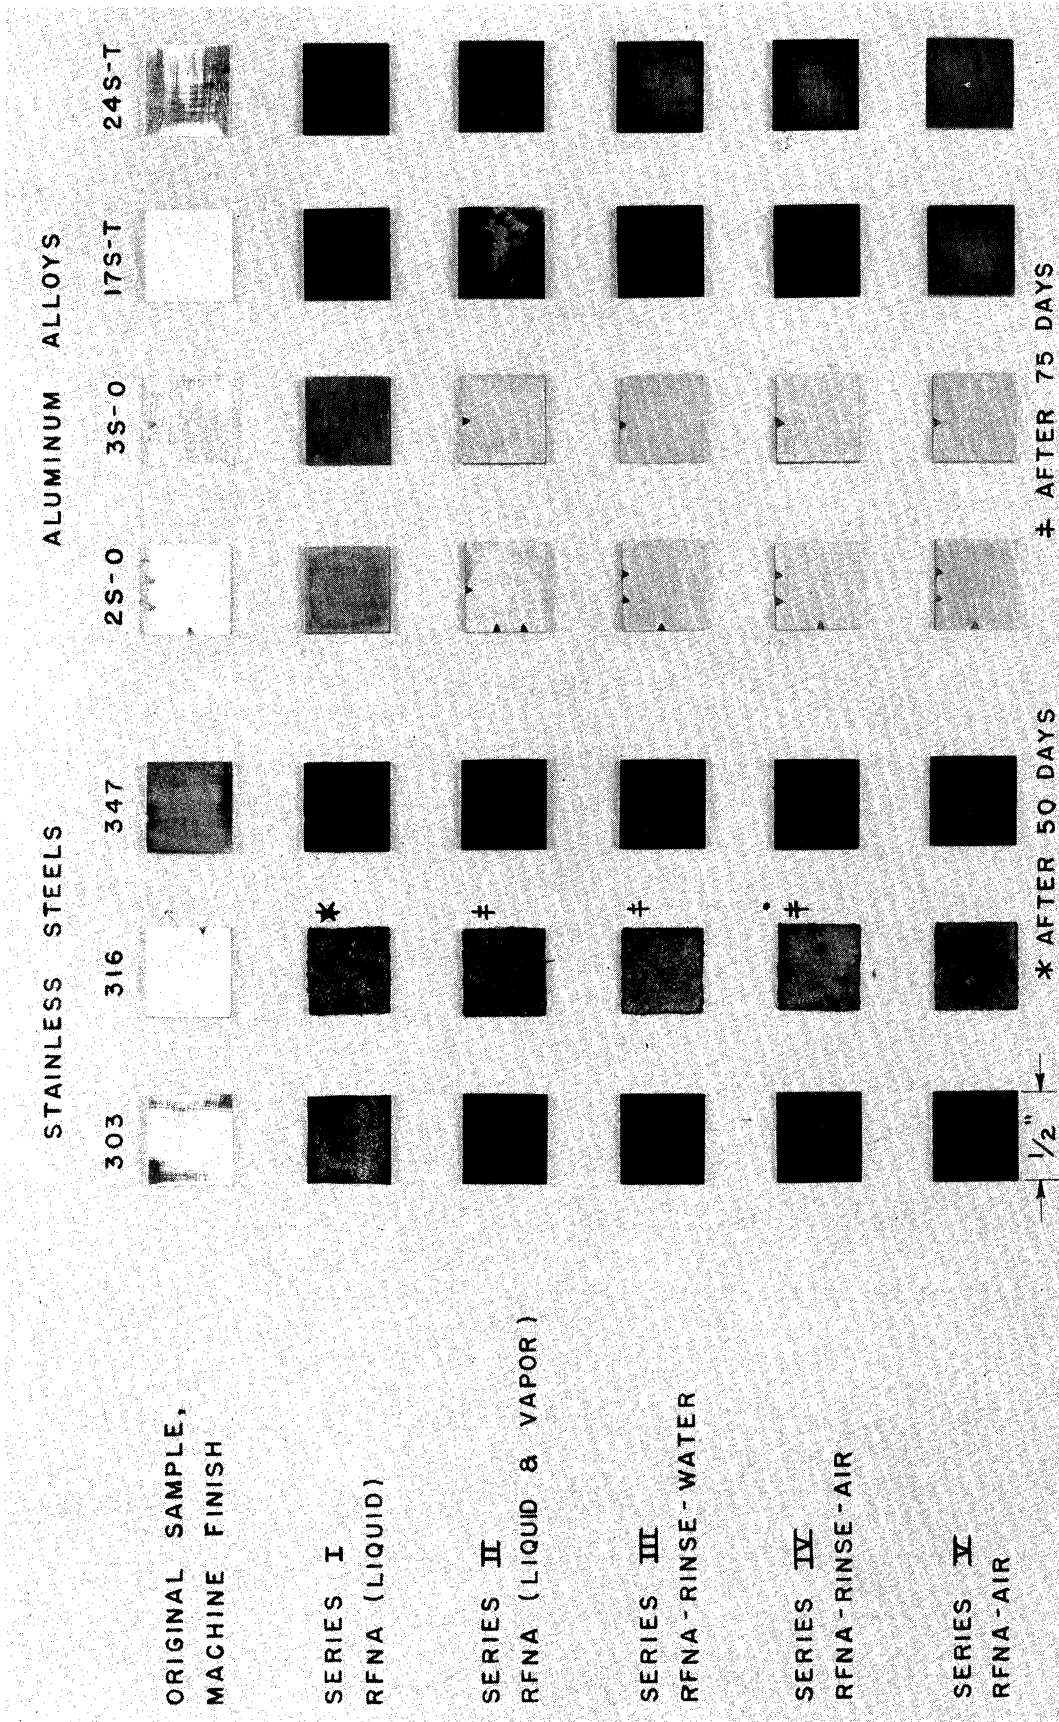 STAINLESS STEELS
ALUMINUM ALLOYS
303 316 347 2S-O 3S-O 17S-T 24S-T
ORIGINAL SAMPLE,
MACHINE FINISH
SERIES I
*
RFNA (LIQUID)
SERIES II
‡
RFNA (LIQUID & VAPOR)
SERIES III
‡
RFNA-RINSE-WATER
SERIES IV
‡
RFNA-RINSE-AIR
SERIES V
RFNA-AIR
1/2"
* AFTER 50 DAYS
‡ AFTER 75 DAYS